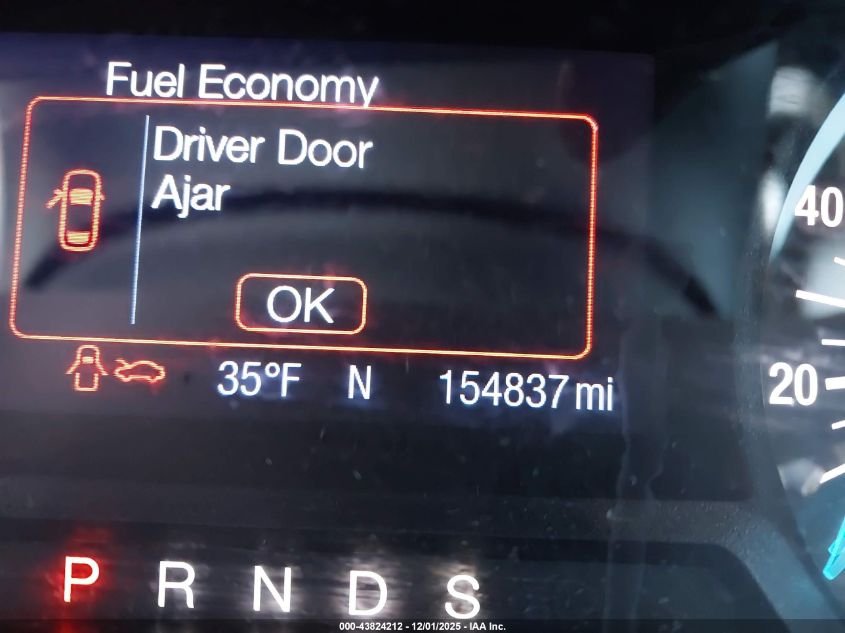 Fuel Economy
Driver Door
Ajar
OK
35°F N 154837 mi
40
20
P R N D S
000-43824212 - 12/01/2025 - IAA Inc.